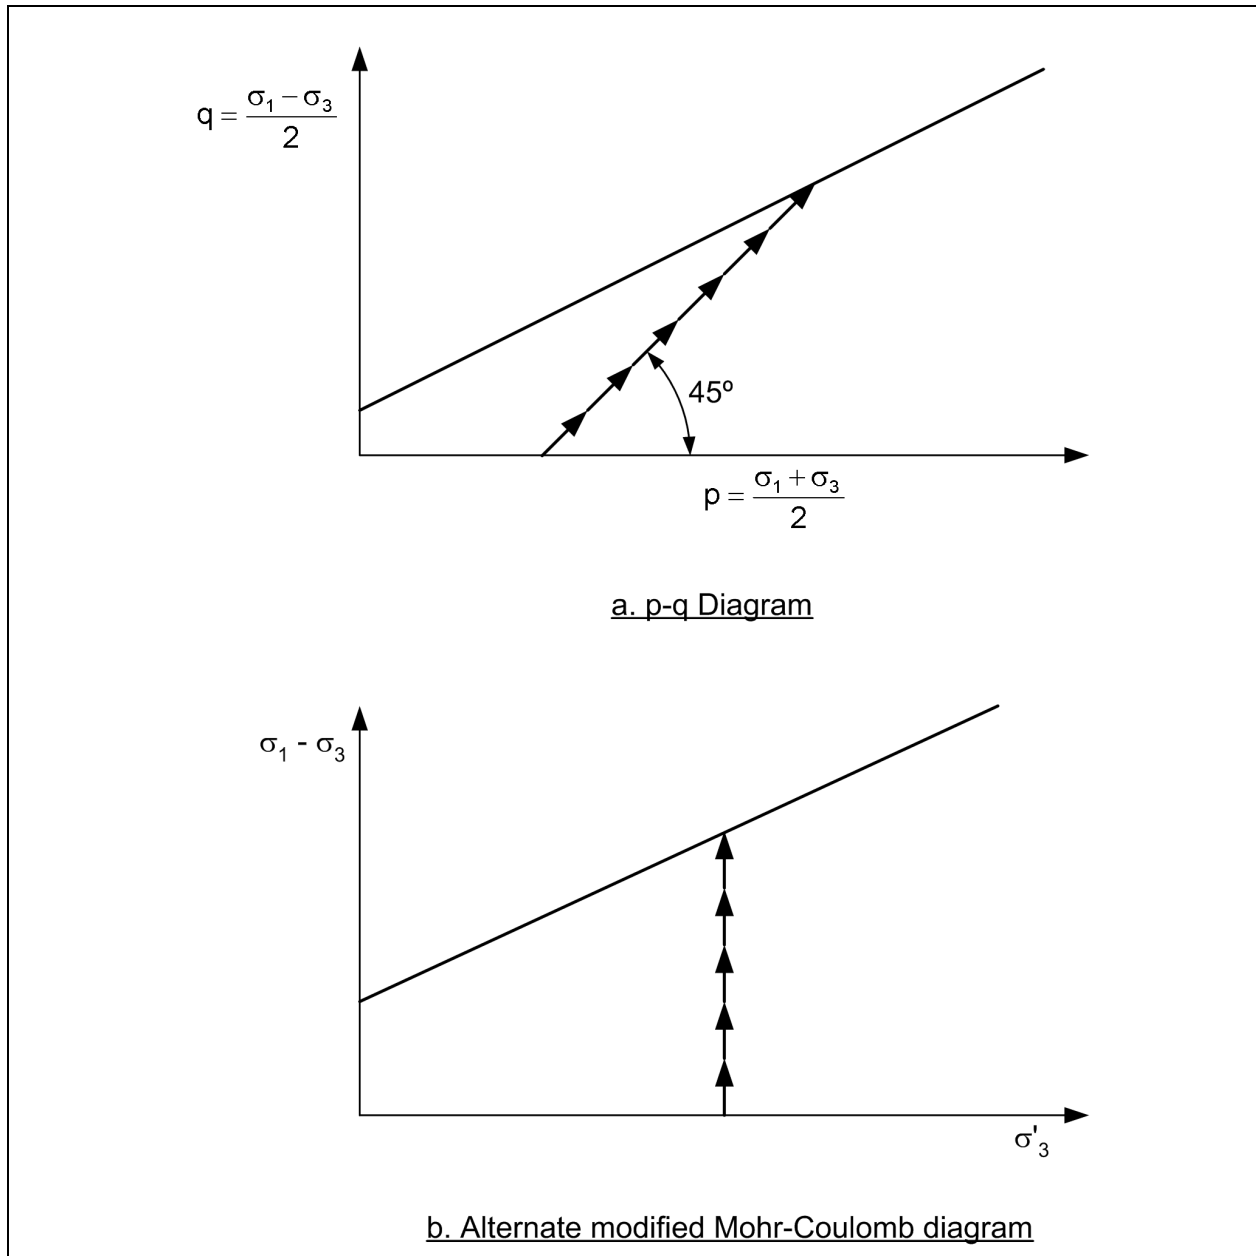 q = (σ₁ − σ₃) / 2
45º
p = (σ₁ + σ₃) / 2
a. p-q Diagram
σ₁ - σ₃
σ'₃
b. Alternate modified Mohr-Coulomb diagram